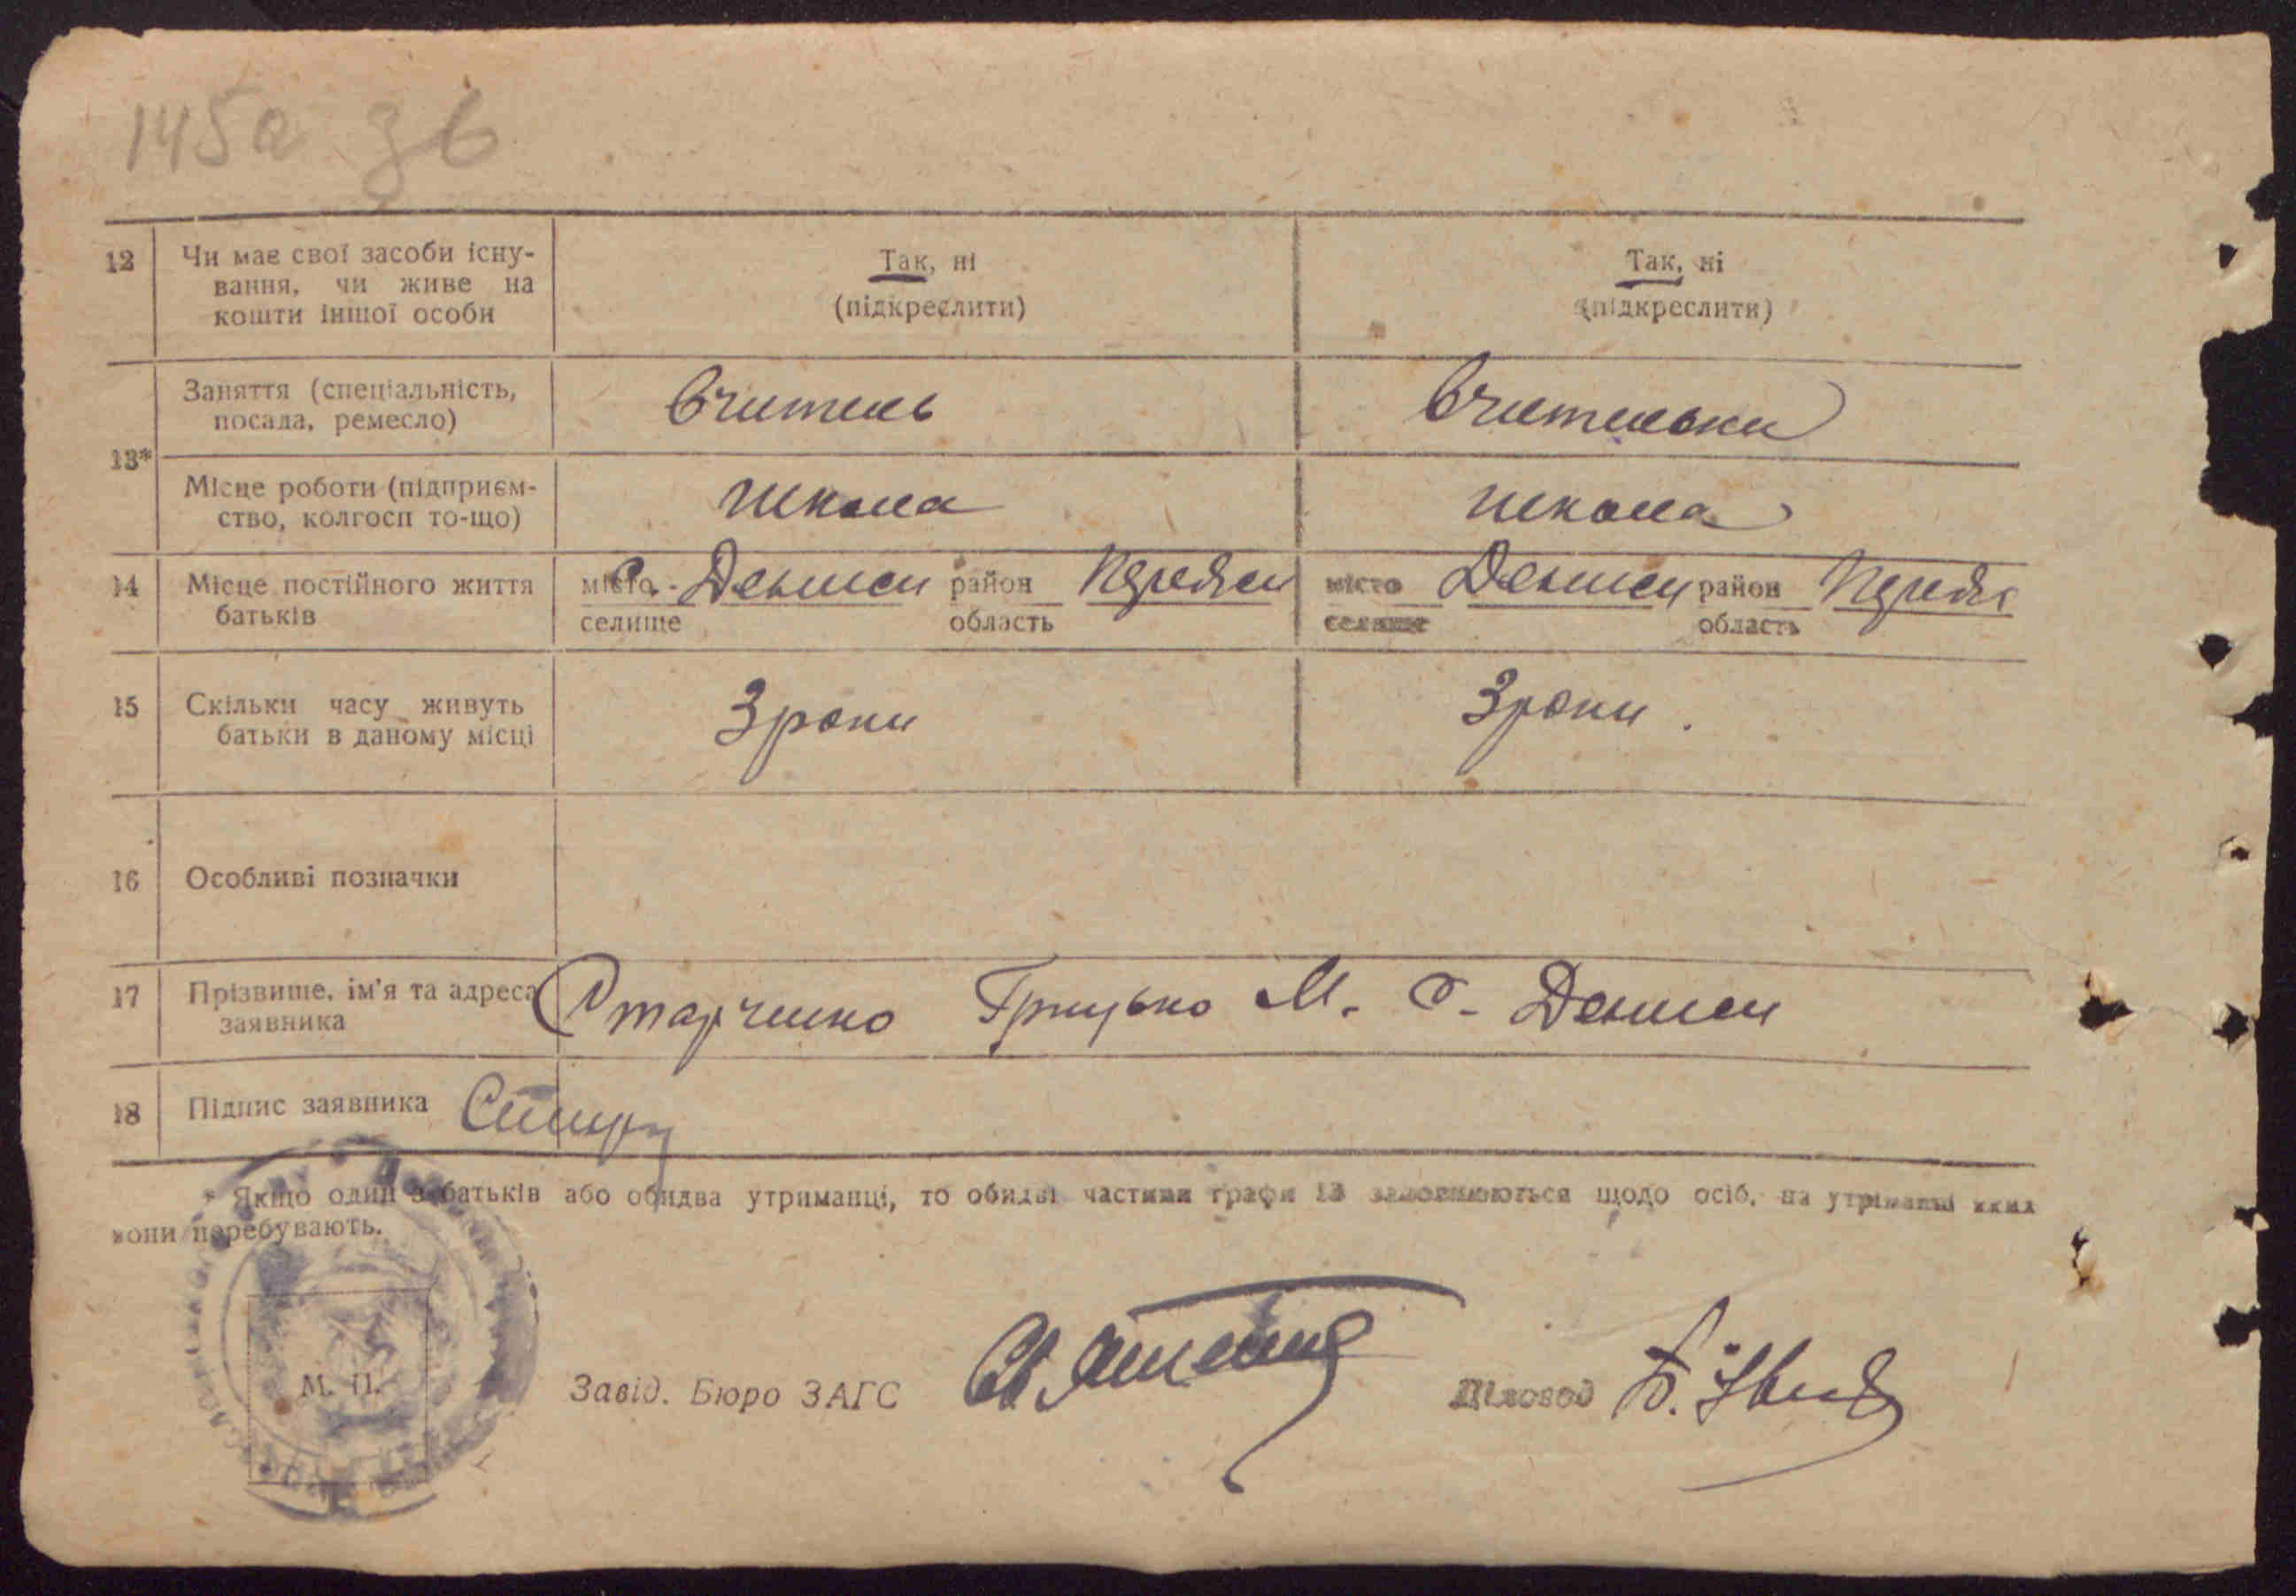 145а зв
12 Чи має свої засоби існу- Так, ні Так, ні
вання, чи живе на (підкреслити) (підкреслити)
кошти іншої особи
13*
Заняття (спеціальність, Вчитель Вчителька
посада, ремесло)
Місце роботи (підприєм- школа школа
ство, колгосп то-що)
14 Місце постійного життя місто с. Дениси район Переяс місто Дениси район Переяс
батьків селище область селище область
15 Скільки часу живуть 3 роки 3 роки.
батьки в даному місці
16 Особливі позначки
17 Прізвище, ім'я та адреса Старченко Грицько М. с. Дениси
заявника
18 Підпис заявника
* Якщо один з батьків або обидва утриманці, то обидві частини графи 13 заповнюються щодо осіб, на утриманні яких
вони перебувають.
М. П. Завід. Бюро ЗАГС Діловод